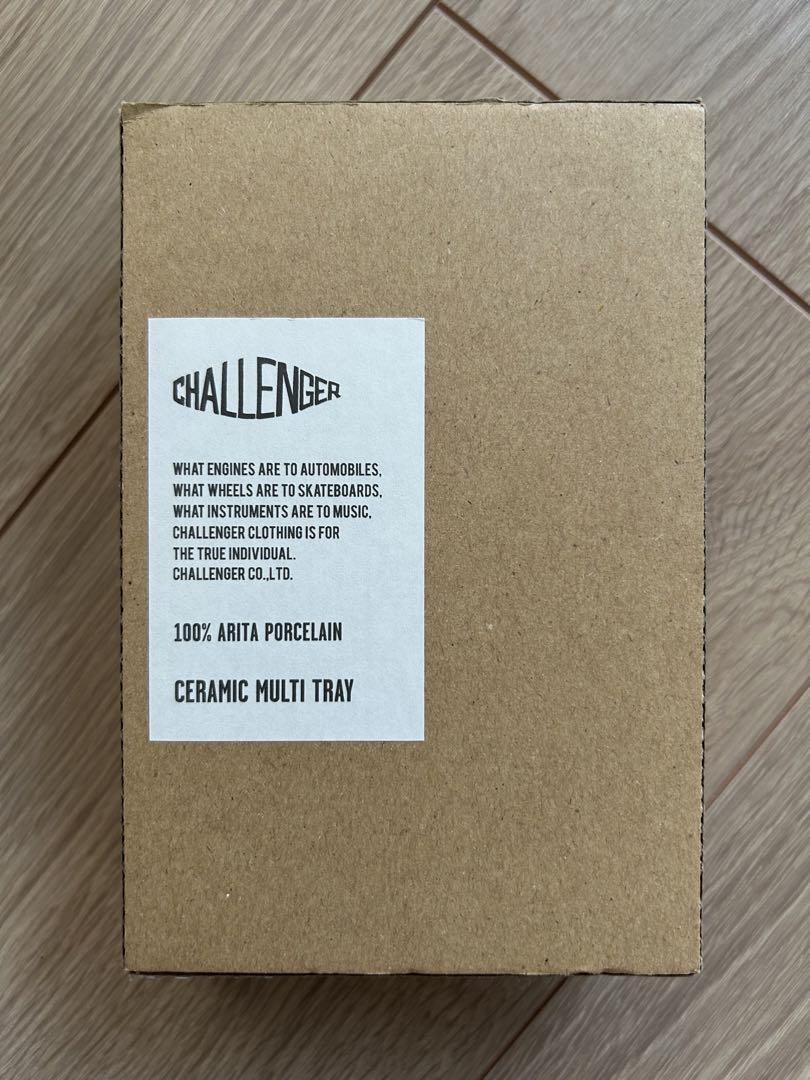 CHALLENGER
WHAT ENGINES ARE TO AUTOMOBILES,
WHAT WHEELS ARE TO SKATEBOARDS,
WHAT INSTRUMENTS ARE TO MUSIC,
CHALLENGER CLOTHING IS FOR
THE TRUE INDIVIDUAL.
CHALLENGER CO.,LTD.
100% ARITA PORCELAIN
CERAMIC MULTI TRAY